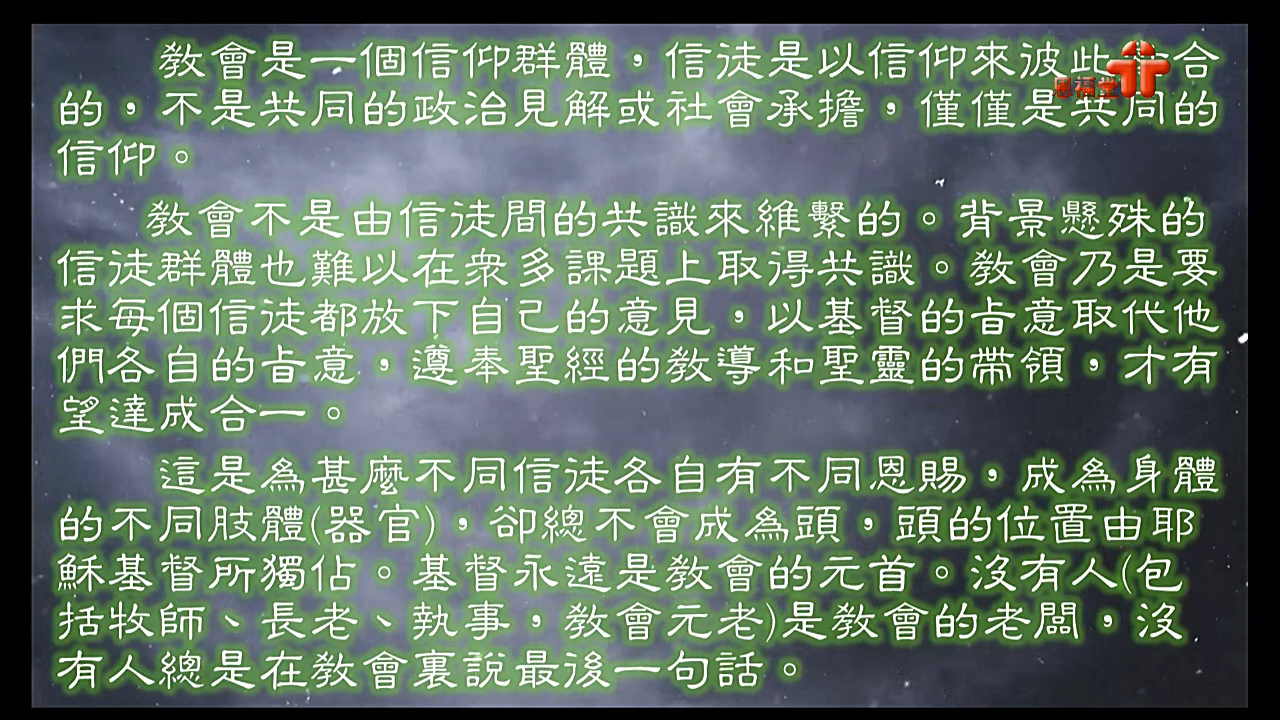 教會是一個信仰群體，信徒是以信仰來彼此合
的，不是共同的政治見解或社會承擔，僅僅是共同的
信仰。
教會不是由信徒間的共識來維繫的。背景懸殊的
信徒群體也難以在眾多課題上取得共識。教會乃是要
求每個信徒都放下自己的意見，以基督的旨意取代他
們各自的旨意，遵奉聖經的教導和聖靈的帶領，才有
望達成合一。
這是為甚麼不同信徒各自有不同恩賜，成為身體
的不同肢體(器官)，卻總不會成為頭，頭的位置由耶
穌基督所獨佔。基督永遠是教會的元首。沒有人(包
括牧師、長老、執事，教會元老)是教會的老闆，沒
有人總是在教會裏說最後一句話。
恩福堂